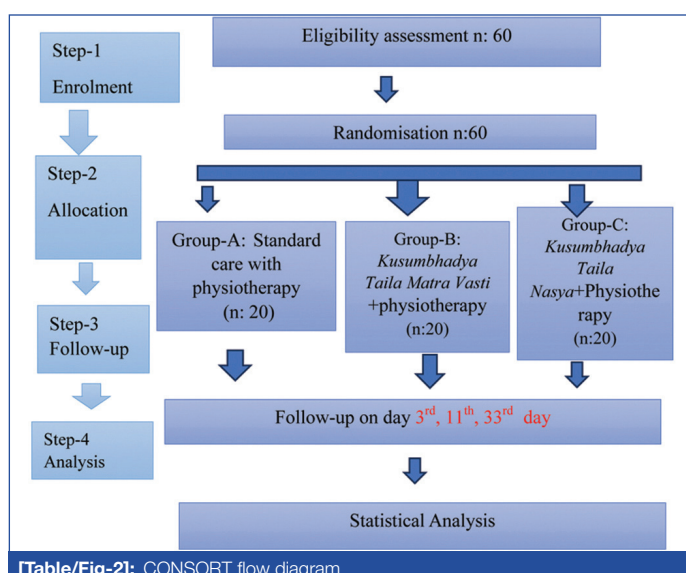 Step-1
Enrolment
Eligibility assessment n: 60
Randomisation n:60
Step-2
Allocation
Group-A: Standard
care with
physiotherapy
(n: 20)
Group-B:
Kusumbhadya
Taila Matra Vasti
+physiotherapy
(n:20)
Group-C:
Kusumbhadya
Taila
Nasya+Physiothe
rapy
(n:20)
Step-3
Follow-up
Follow-up on day 3rd, 11th, 33rd day
Step-4
Analysis
Statistical Analysis
[Table/Fig-2]: CONSORT flow diagram